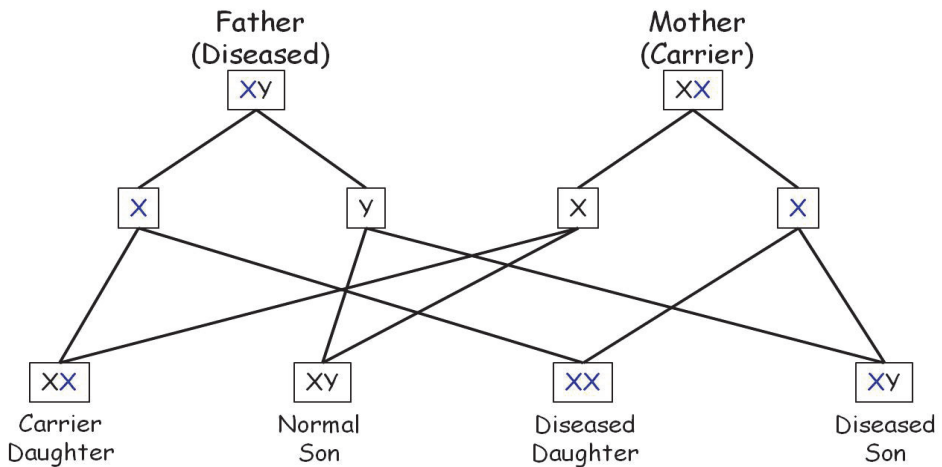 Father
(Diseased)
Mother
(Carrier)
XY
XX
X
Y
X
X
XX
XY
XX
XY
Carrier
Daughter
Normal
Son
Diseased
Daughter
Diseased
Son